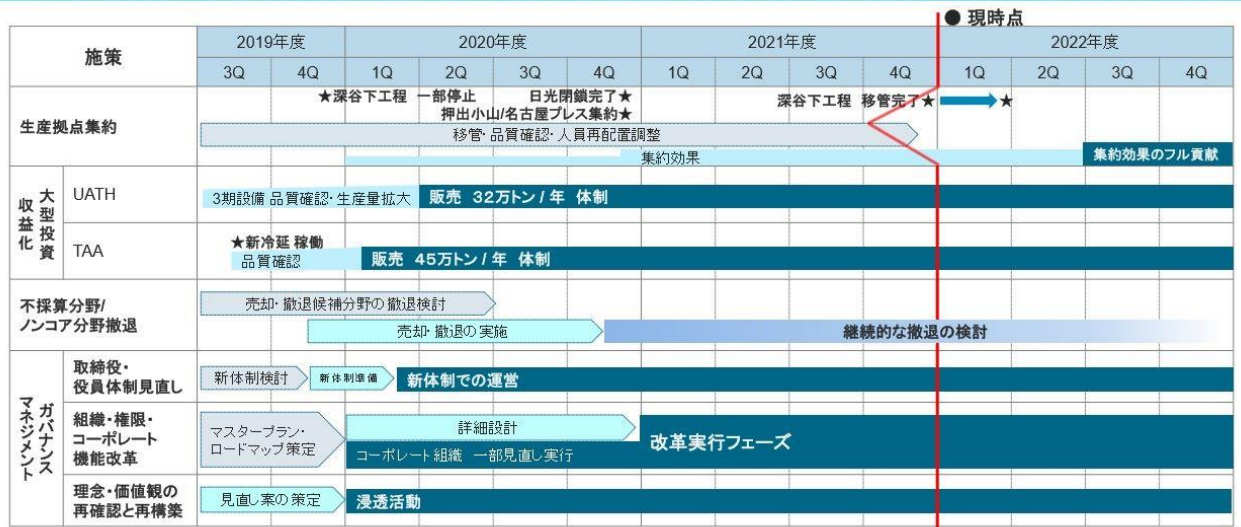 ● 現時点
施策
2019年度
2020年度
2021年度
2022年度
3Q
4Q
1Q
2Q
3Q
4Q
1Q
2Q
3Q
4Q
1Q
2Q
3Q
4Q
生産拠点集約
★深谷下工程 一部停止
日光閉鎖完了★
押出小山/名古屋プレス集約★
深谷下工程 移管完了★
★
移管・品質確認・人員再配置調整
集約効果
集約効果のフル貢献
大型投資
収益化
UATH
3期設備 品質確認・生産量拡大
販売 32万トン / 年 体制
TAA
★新冷延 稼働
品質確認
販売 45万トン / 年 体制
不採算分野/
ノンコア分野撤退
売却・撤退候補分野の撤退検討
売却・撤退の実施
継続的な撤退の検討
ガバナンス
マネジメント
取締役・
役員体制見直し
新体制検討
新体制準備
新体制での運営
組織・権限・
コーポレート
機能改革
マスタープラン・
ロードマップ策定
詳細設計
コーポレート組織 一部見直し実行
改革実行フェーズ
理念・価値観の
再確認と再構築
見直し案の策定
浸透活動